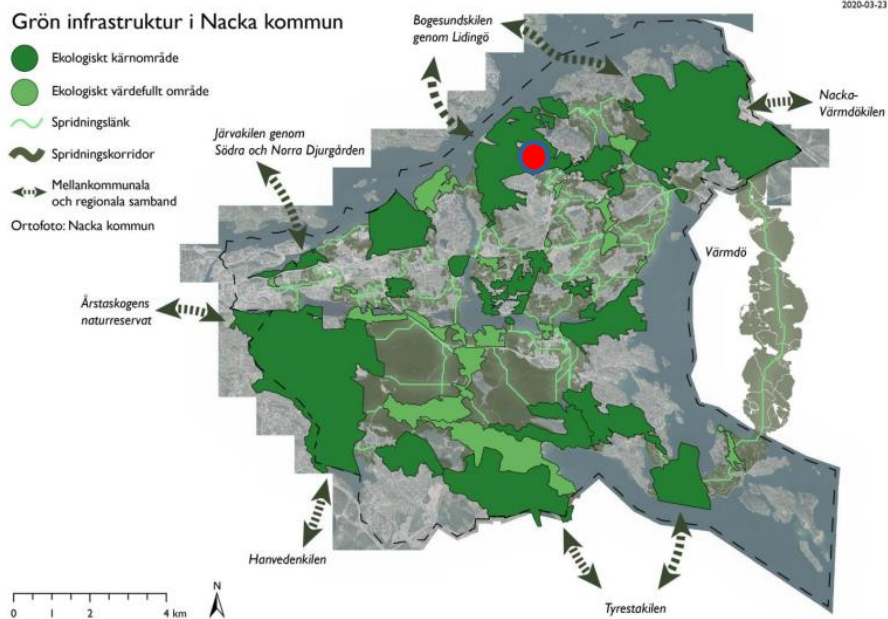 2020-03-23
Grön infrastruktur i Nacka kommun
Ekologiskt kärnområde
Ekologiskt värdefullt område
Spridningslänk
Spridningskorridor
Mellankommunala
och regionala samband
Ortofoto: Nacka kommun
Bogesundskilen
genom Lidingö
Järvakilen genom
Södra och Norra Djurgården
Nacka-
Värmdökilen
Värmdö
Årstaskogens
naturreservat
Hanvedenkilen
Tyrestakilen
0 1 2 4 km
N